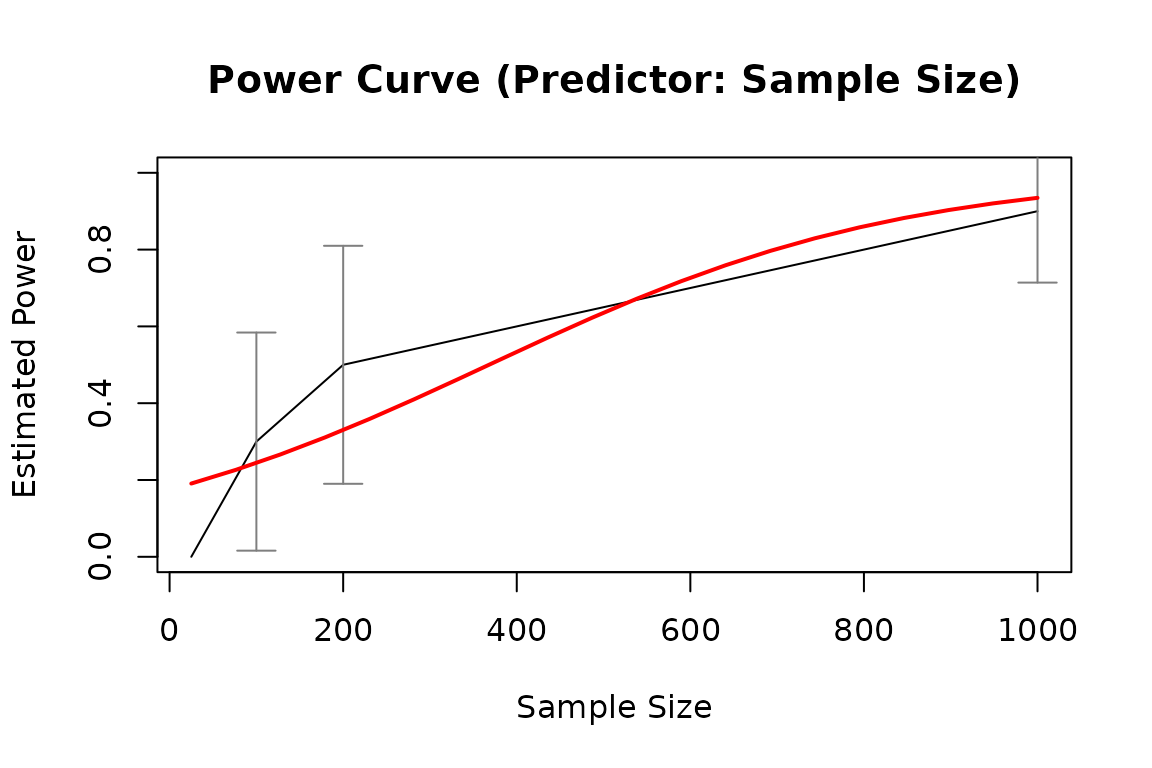 Power Curve (Predictor: Sample Size)
Estimated Power
0.8
0.4
0.0
0 200 400 600 800 1000
Sample Size